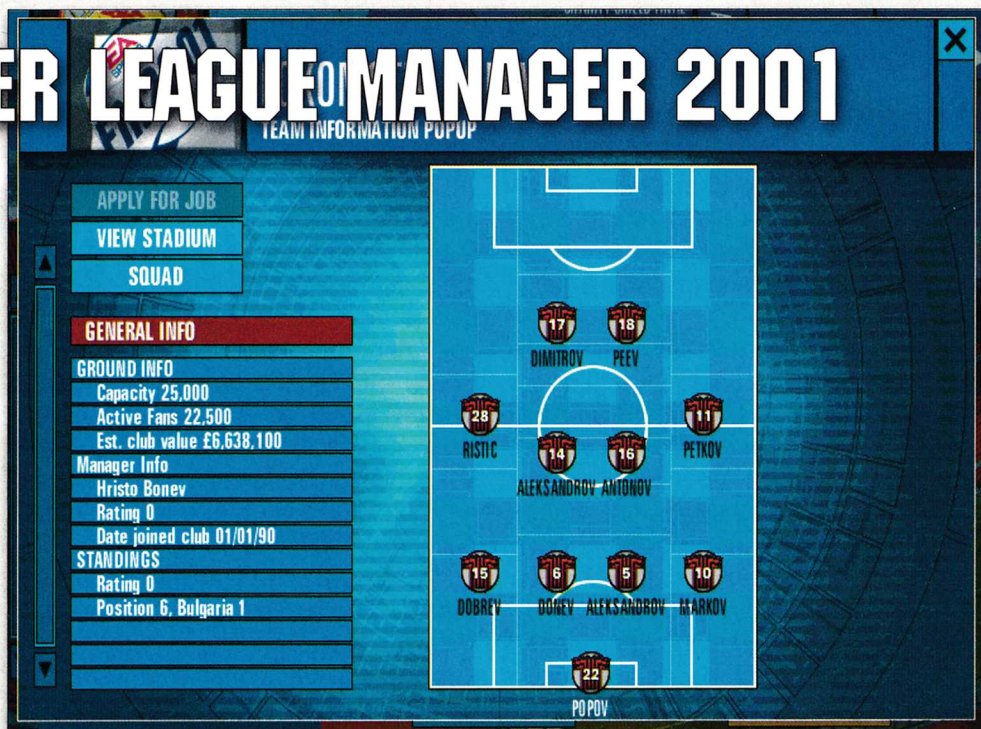 ER LEAGUE MANAGER 2001
TEAM INFORMATION POPUP
APPLY FOR JOB
VIEW STADIUM
SQUAD
GENERAL INFO
GROUND INFO
Capacity 25,000
Active Fans 22,500
Est. club value £6,638,100
Manager Info
Hristo Bonev
Rating 0
Date joined club 01/01/90
STANDINGS
Rating 0
Position 6, Bulgaria 1
17 18
DIMITROV PEEV
28 11
RISTIC PETKOV
14 16
ALEKSANDROV ANTONOV
15 6 5 10
DOBREV DONEV ALEKSANDROV MARKOV
22
POPOV